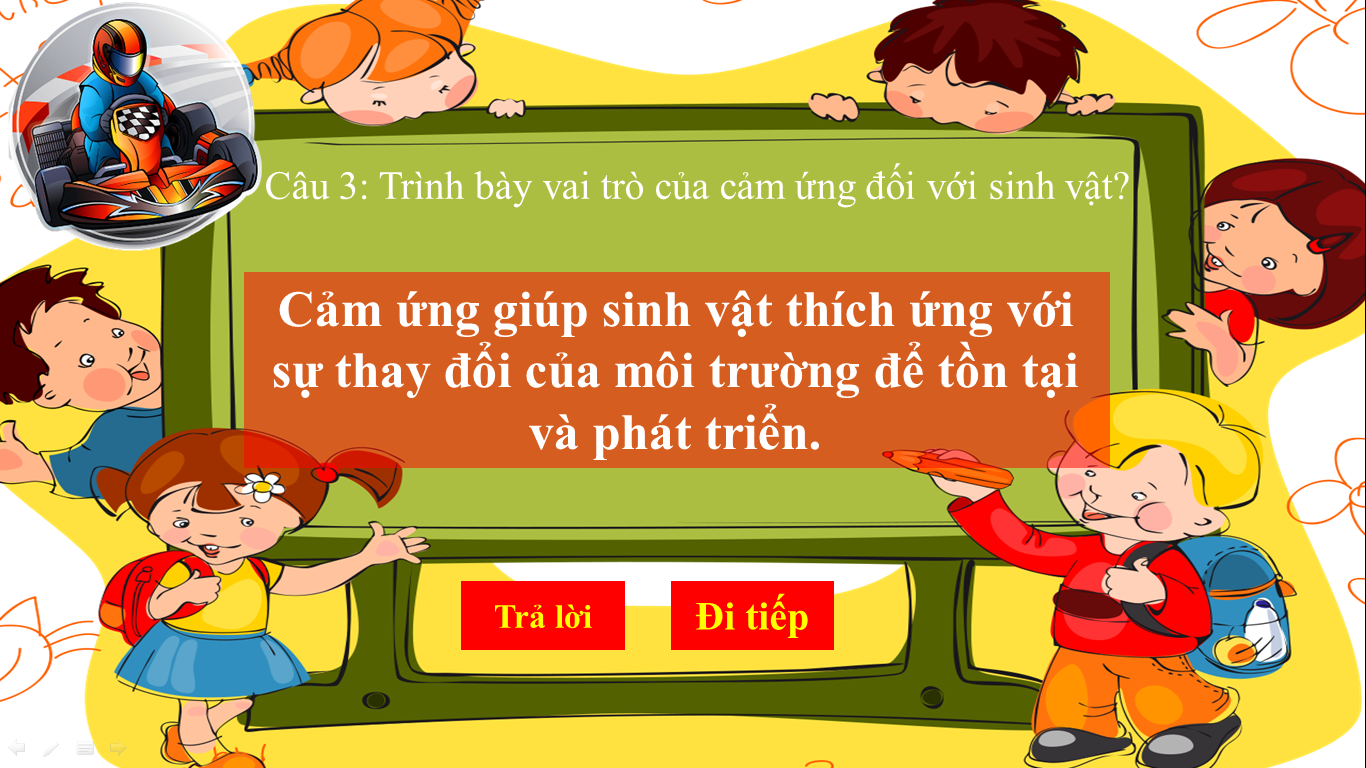 Câu 3: Trình bày vai trò của cảm ứng đối với sinh vật?
Cảm ứng giúp sinh vật thích ứng với
sự thay đổi của môi trường để tồn tại
và phát triển.
Trả lời
Đi tiếp